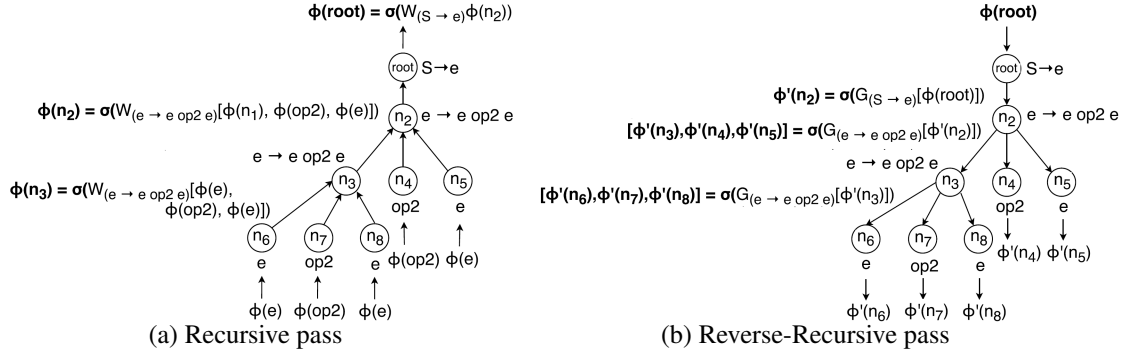 ϕ(root) = σ(W(S → e)ϕ(n2))
root S→e
ϕ(n2) = σ(W(e → e op2 e)[ϕ(n1), ϕ(op2), ϕ(e)])
n2 e → e op2 e
e → e op2 e
ϕ(n3) = σ(W(e → e op2 e)[ϕ(e),
ϕ(op2), ϕ(e)])
n3 n4 n5
op2 e
n6 n7 n8
ϕ(op2) ϕ(e)
e op2 e
ϕ(e) ϕ(op2) ϕ(e)
(a) Recursive pass
ϕ(root)
root S→e
ϕ'(n2) = σ(G(S → e)[ϕ(root)])
n2 e → e op2 e
[ϕ'(n3),ϕ'(n4),ϕ'(n5)] = σ(G(e → e op2 e)[ϕ'(n2)])
e → e op2 e
n3 n4 n5
[ϕ'(n6),ϕ'(n7),ϕ'(n8)] = σ(G(e → e op2 e)[ϕ'(n3)])
op2 e
n6 n7 n8
ϕ'(n4) ϕ'(n5)
e op2 e
ϕ'(n6) ϕ'(n7) ϕ'(n8)
(b) Reverse-Recursive pass